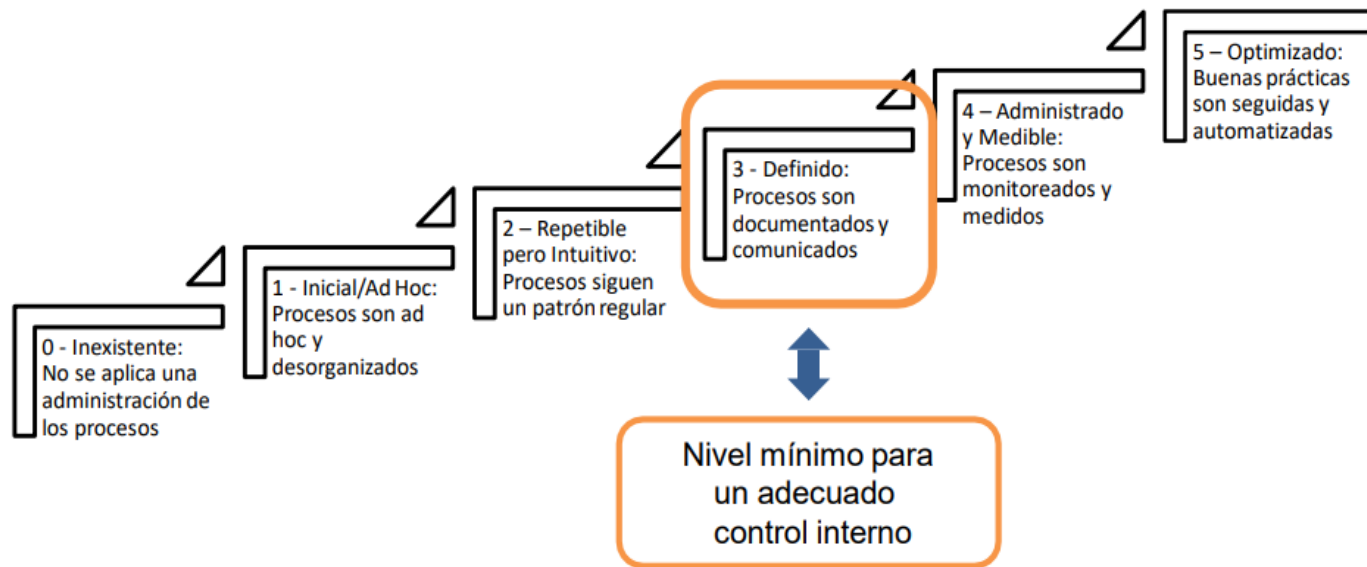 0 - Inexistente:
No se aplica una
administración de
los procesos
1 - Inicial/Ad Hoc:
Procesos son ad
hoc y
desorganizados
2 – Repetible
pero Intuitivo:
Procesos siguen
un patrón regular
3 - Definido:
Procesos son
documentados y
comunicados
4 – Administrado
y Medible:
Procesos son
monitoreados y
medidos
5 – Optimizado:
Buenas prácticas
son seguidas y
automatizadas
Nivel mínimo para
un adecuado
control interno